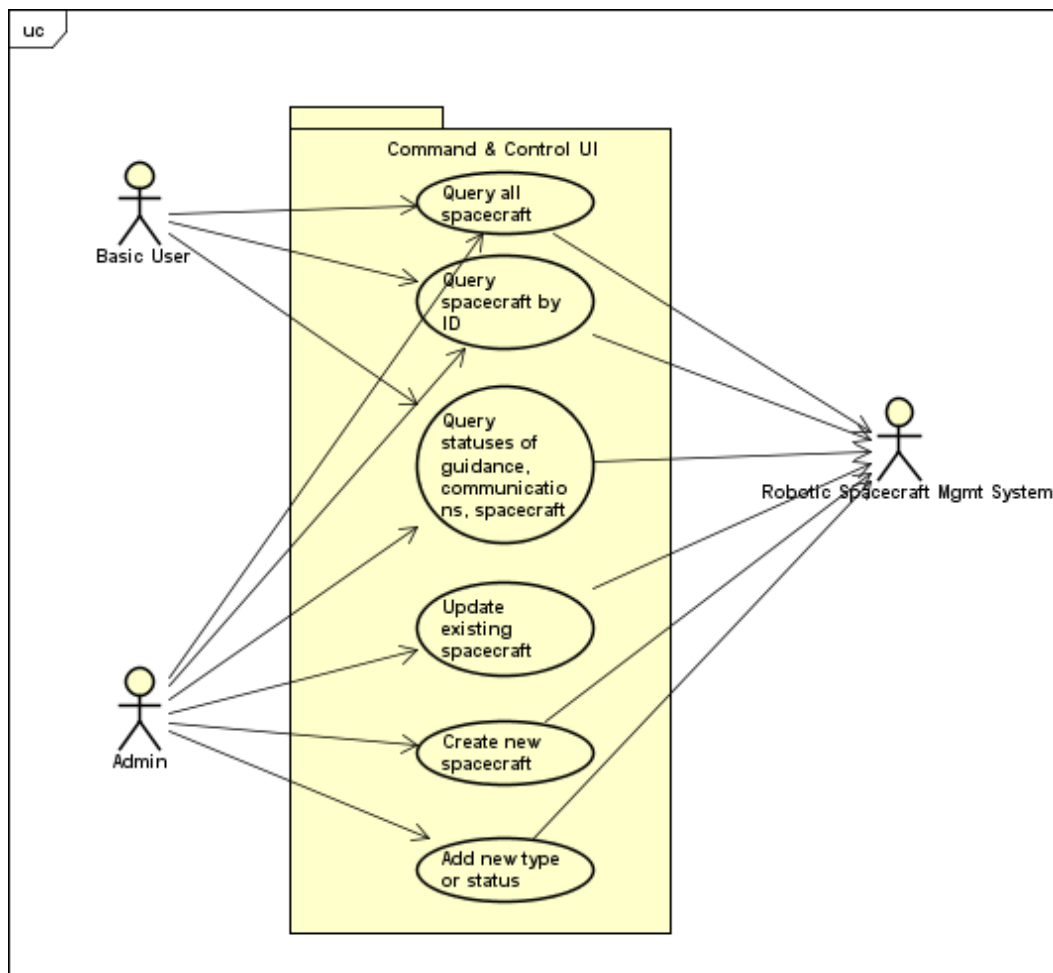 uc
Command & Control UI
Query all
spacecraft
Basic User
Query
spacecraft by
ID
Query
statuses of
guidance,
communicatio
ns, spacecraft
Robotic Spacecraft Mgmt System
Update
existing
spacecraft
Admin
Create new
spacecraft
Add new type
or status